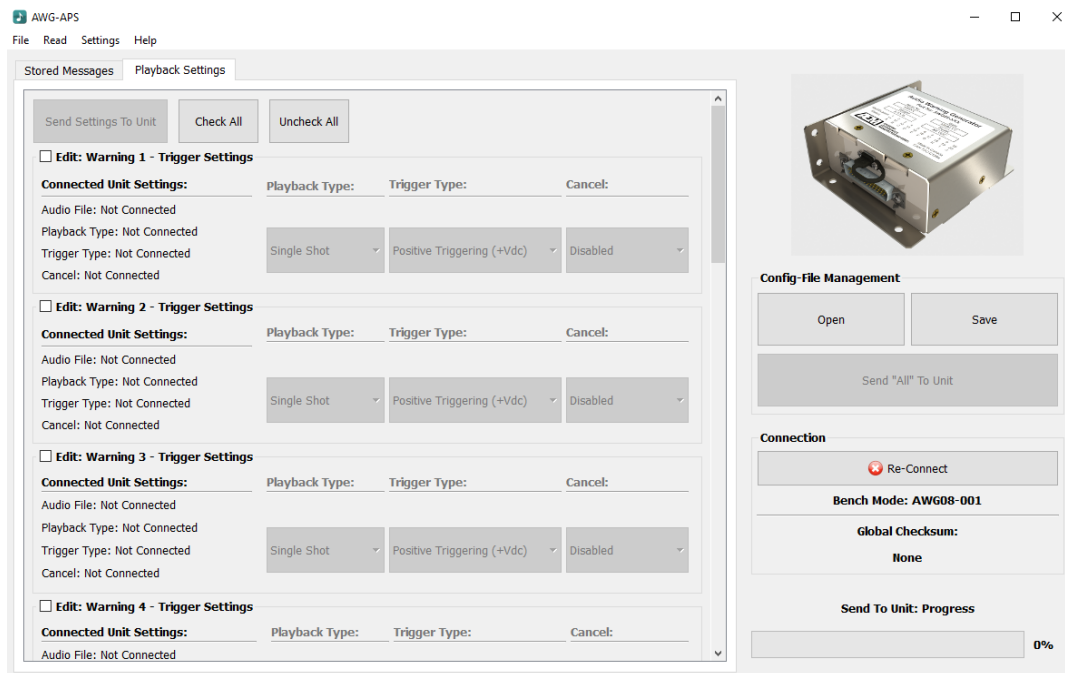 AWG-APS
File Read Settings Help
Stored Messages Playback Settings
Send Settings To Unit Check All Uncheck All
Edit: Warning 1 - Trigger Settings
Connected Unit Settings: Playback Type: Trigger Type: Cancel:
Audio File: Not Connected
Playback Type: Not Connected
Trigger Type: Not Connected
Cancel: Not Connected
Single Shot Positive Triggering (+Vdc) Disabled
Edit: Warning 2 - Trigger Settings
Connected Unit Settings: Playback Type: Trigger Type: Cancel:
Audio File: Not Connected
Playback Type: Not Connected
Trigger Type: Not Connected
Cancel: Not Connected
Single Shot Positive Triggering (+Vdc) Disabled
Edit: Warning 3 - Trigger Settings
Connected Unit Settings: Playback Type: Trigger Type: Cancel:
Audio File: Not Connected
Playback Type: Not Connected
Trigger Type: Not Connected
Cancel: Not Connected
Single Shot Positive Triggering (+Vdc) Disabled
Edit: Warning 4 - Trigger Settings
Connected Unit Settings: Playback Type: Trigger Type: Cancel:
Audio File: Not Connected
Audio Warning Generator
Config-File Management
Open Save
Send "All" To Unit
Connection
Re-Connect
Bench Mode: AWG08-001
Global Checksum:
None
Send To Unit: Progress
0%